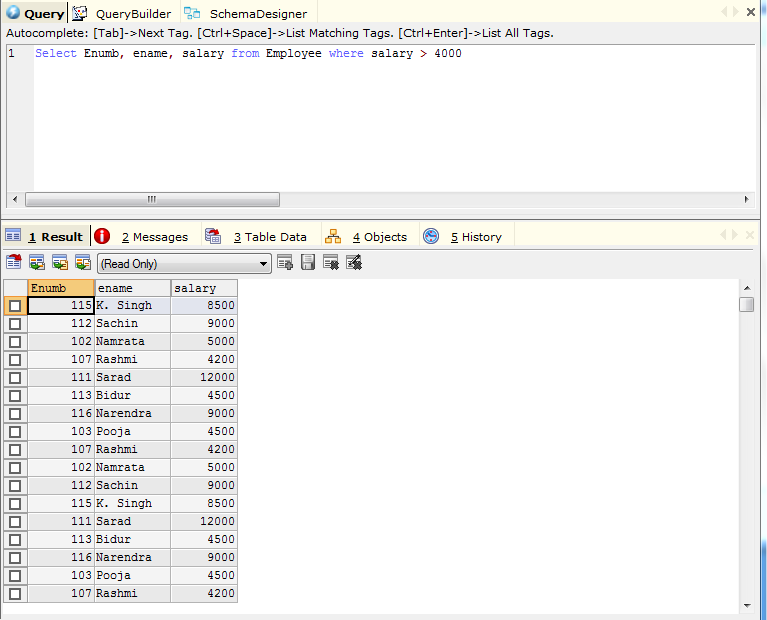 Query QueryBuilder SchemaDesigner
Autocomplete: [Tab]->Next Tag. [Ctrl+Space]->List Matching Tags. [Ctrl+Enter]->List All Tags.
1 Select Enumb, ename, salary from Employee where salary > 4000
1 Result 2 Messages 3 Table Data 4 Objects 5 History
(Read Only)
Enumb ename salary
115 K. Singh 8500
112 Sachin 9000
102 Namrata 5000
107 Rashmi 4200
111 Sarad 12000
113 Bidur 4500
116 Narendra 9000
103 Pooja 4500
107 Rashmi 4200
102 Namrata 5000
112 Sachin 9000
115 K. Singh 8500
111 Sarad 12000
113 Bidur 4500
116 Narendra 9000
103 Pooja 4500
107 Rashmi 4200